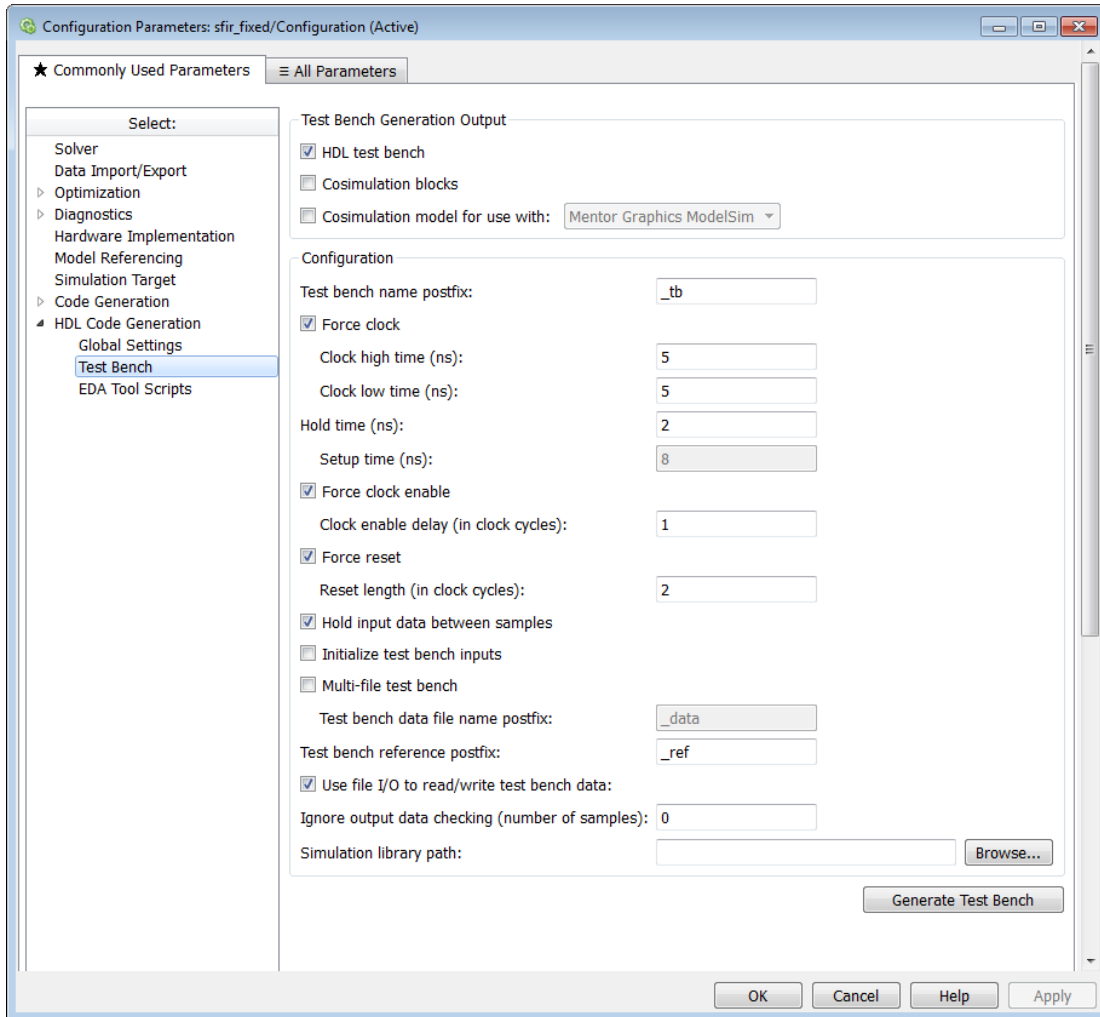 Configuration Parameters: sfir_fixed/Configuration (Active)
★ Commonly Used Parameters
≡ All Parameters
Select:
Solver
Data Import/Export
Optimization
Diagnostics
Hardware Implementation
Model Referencing
Simulation Target
Code Generation
HDL Code Generation
Global Settings
Test Bench
EDA Tool Scripts
Test Bench Generation Output
HDL test bench
Cosimulation blocks
Cosimulation model for use with: Mentor Graphics ModelSim
Configuration
Test bench name postfix: _tb
Force clock
Clock high time (ns): 5
Clock low time (ns): 5
Hold time (ns): 2
Setup time (ns): 8
Force clock enable
Clock enable delay (in clock cycles): 1
Force reset
Reset length (in clock cycles): 2
Hold input data between samples
Initialize test bench inputs
Multi-file test bench
Test bench data file name postfix: _data
Test bench reference postfix: _ref
Use file I/O to read/write test bench data:
Ignore output data checking (number of samples): 0
Simulation library path: Browse...
Generate Test Bench
OK Cancel Help Apply